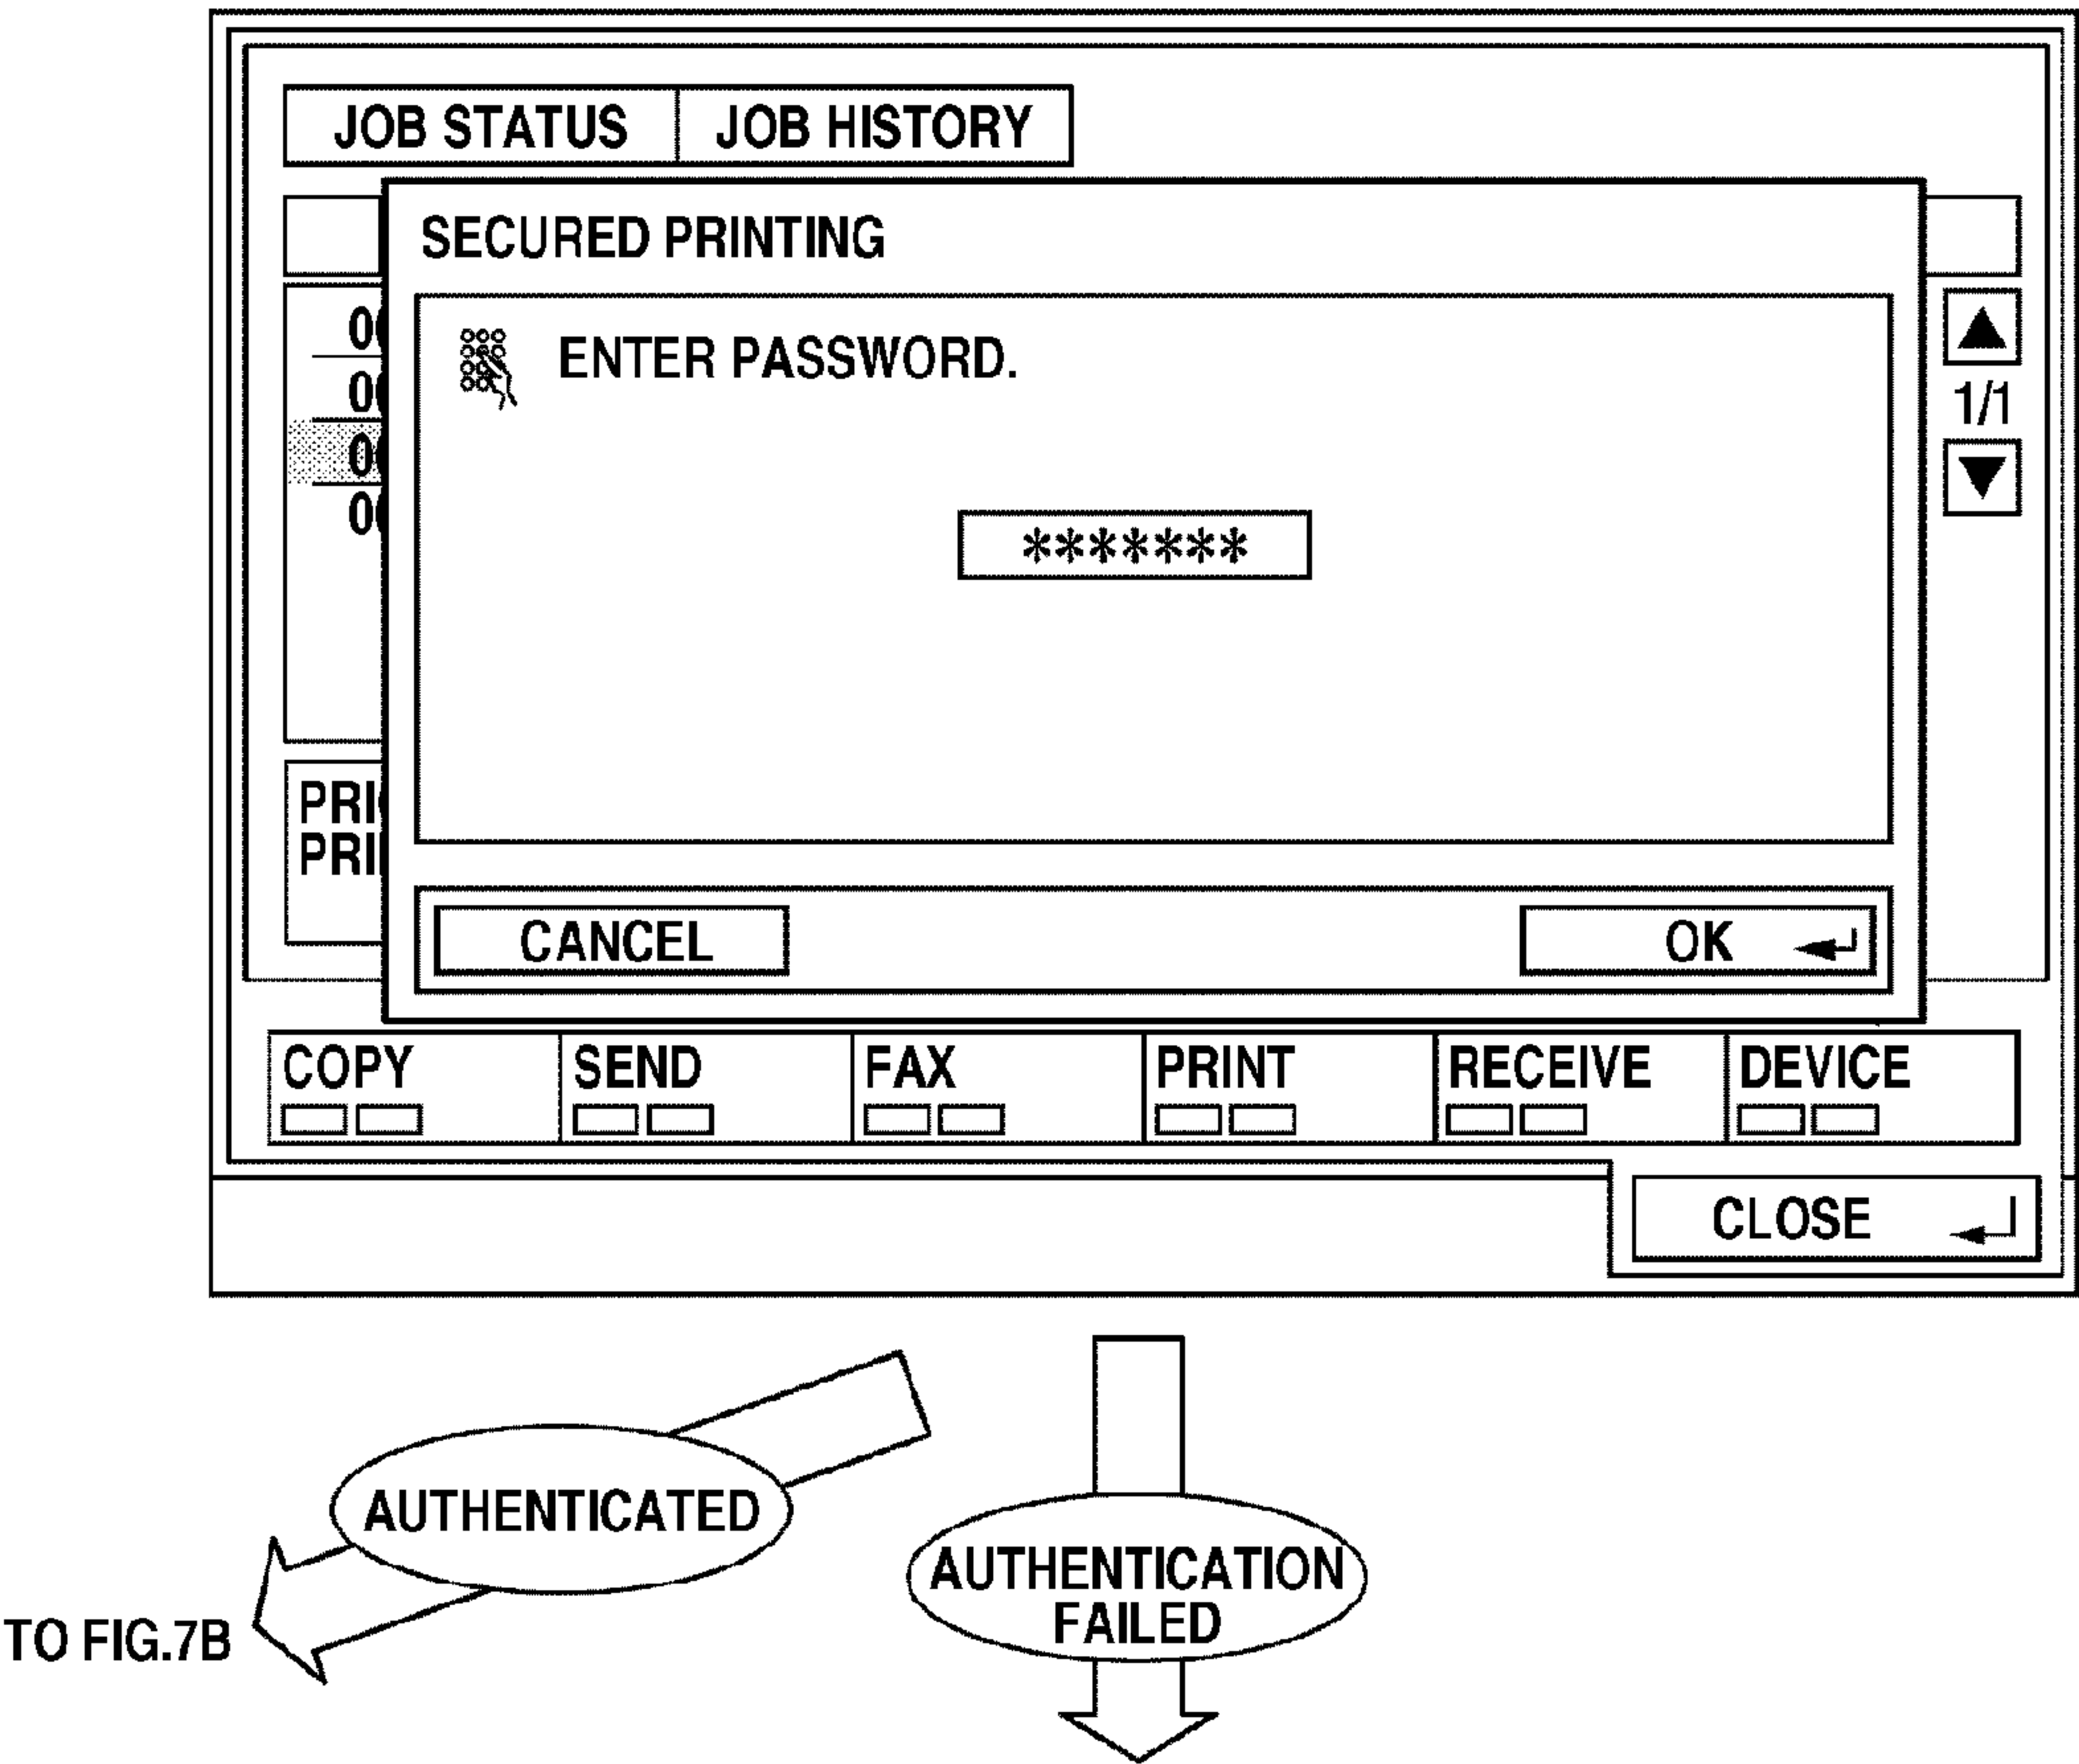 JOB STATUS
JOB HISTORY
SECURED PRINTING
ENTER PASSWORD.
1/1
*******
CANCEL
OK
COPY
SEND
FAX
PRINT
RECEIVE
DEVICE
CLOSE
AUTHENTICATED
AUTHENTICATION
FAILED
TO FIG.7B